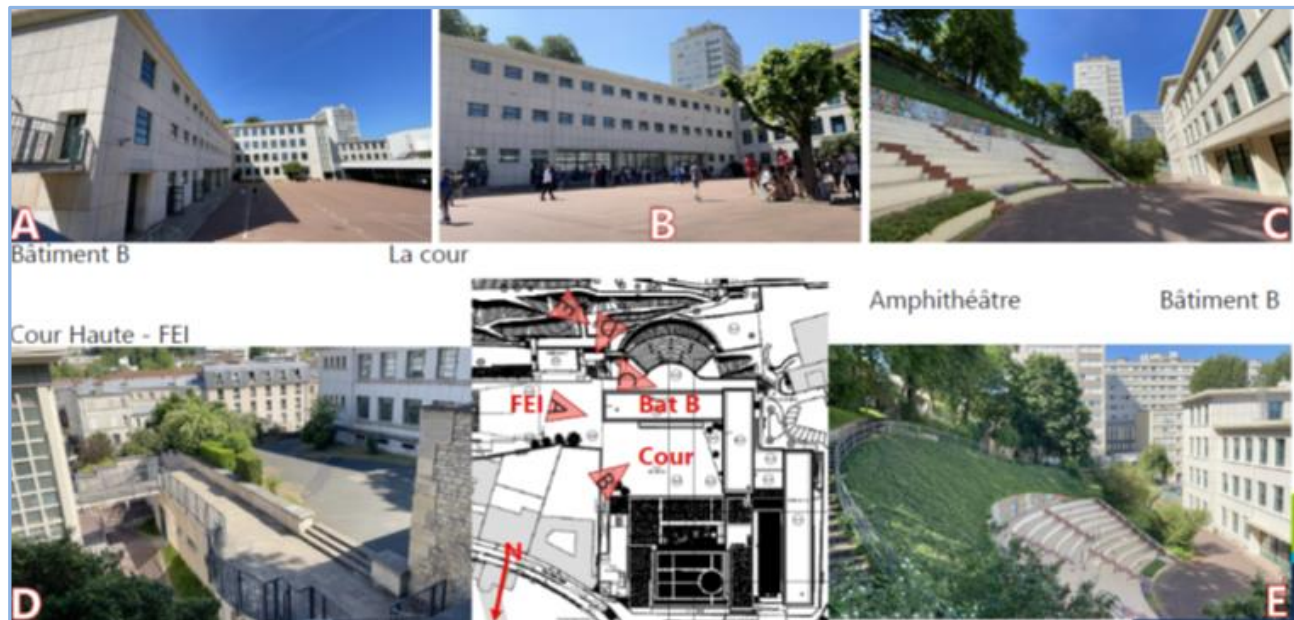 A
B
C
Bâtiment B
La cour
Amphithéâtre
Bâtiment B
Cour Haute - FEI
FEI
A
Bat B
Cour
B
N
D
E